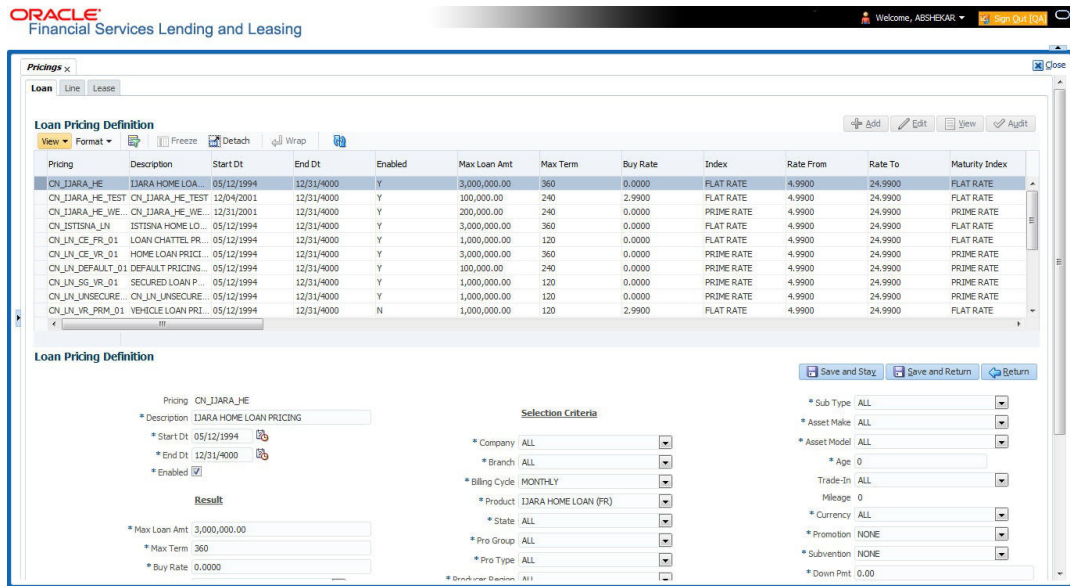 ORACLE
Financial Services Lending and Leasing
Welcome, ABSHEKAR
Sign Out [QA]
Pricings
Close
Loan Line Lease
Loan Pricing Definition
Add Edit View Audit
View Format Freeze Detach Wrap
Pricing Description Start Dt End Dt Enabled Max Loan Amt Max Term Buy Rate Index Rate From Rate To Maturity Index
CN_IJARA_HE IJARA HOME LOA... 05/12/1994 12/31/4000 Y 3,000,000.00 360 0.0000 FLAT RATE 4.9900 24.9900 FLAT RATE
CN_IJARA_HE_TEST CN_IJARA_HE_TEST 12/04/2001 12/31/4000 Y 100,000.00 240 2.9900 FLAT RATE 4.9900 24.9900 FLAT RATE
CN_IJARA_HE_WE... CN_IJARA_HE_WE... 12/31/2001 12/31/4000 Y 200,000.00 240 0.0000 PRIME RATE 4.9900 24.9900 PRIME RATE
CN_ISTISNA_LN ISTISNA HOME LO... 05/12/1994 12/31/4000 Y 3,000,000.00 360 0.0000 FLAT RATE 4.9900 24.9900 FLAT RATE
CN_LN_CE_FR_01 LOAN CHATTEL PR... 05/12/1994 12/31/4000 Y 1,000,000.00 120 0.0000 FLAT RATE 4.9900 24.9900 FLAT RATE
CN_LN_CE_VR_01 HOME LOAN PRICI... 05/12/1994 12/31/4000 Y 3,000,000.00 360 0.0000 PRIME RATE 4.9900 24.9900 PRIME RATE
CN_LN_DEFAULT_01 DEFAULT PRICING... 05/12/1994 12/31/4000 Y 100,000.00 240 0.0000 PRIME RATE 4.9900 24.9900 PRIME RATE
CN_LN_SG_VR_01 SECURED LOAN P... 05/12/1994 12/31/4000 Y 1,000,000.00 120 0.0000 PRIME RATE 4.9900 24.9900 PRIME RATE
CN_LN_UNSECURE... CN_LN_UNSECURE... 05/12/1994 12/31/4000 Y 1,000,000.00 120 0.0000 PRIME RATE 4.9900 24.9900 PRIME RATE
CN_LN_VR_PRM_01 VEHICLE LOAN PRI... 05/12/1994 12/31/4000 N 1,000,000.00 120 2.9900 FLAT RATE 4.9900 24.9900 FLAT RATE
Loan Pricing Definition
Save and Stay Save and Return Return
Pricing CN_IJARA_HE
* Description IJARA HOME LOAN PRICING
* Start Dt 05/12/1994
* End Dt 12/31/4000
* Enabled
Result
* Max Loan Amt 3,000,000.00
* Max Term 360
* Buy Rate 0.0000
Selection Criteria
* Company ALL
* Branch ALL
* Billing Cycle MONTHLY
* Product IJARA HOME LOAN (FR)
* State ALL
* Pro Group ALL
* Pro Type ALL
* Producer Region ALL
* Sub Type ALL
* Asset Make ALL
* Asset Model ALL
* Age 0
Trade-In ALL
Mileage 0
* Currency ALL
* Promotion NONE
* Subvention NONE
* Down Pmt 0.00